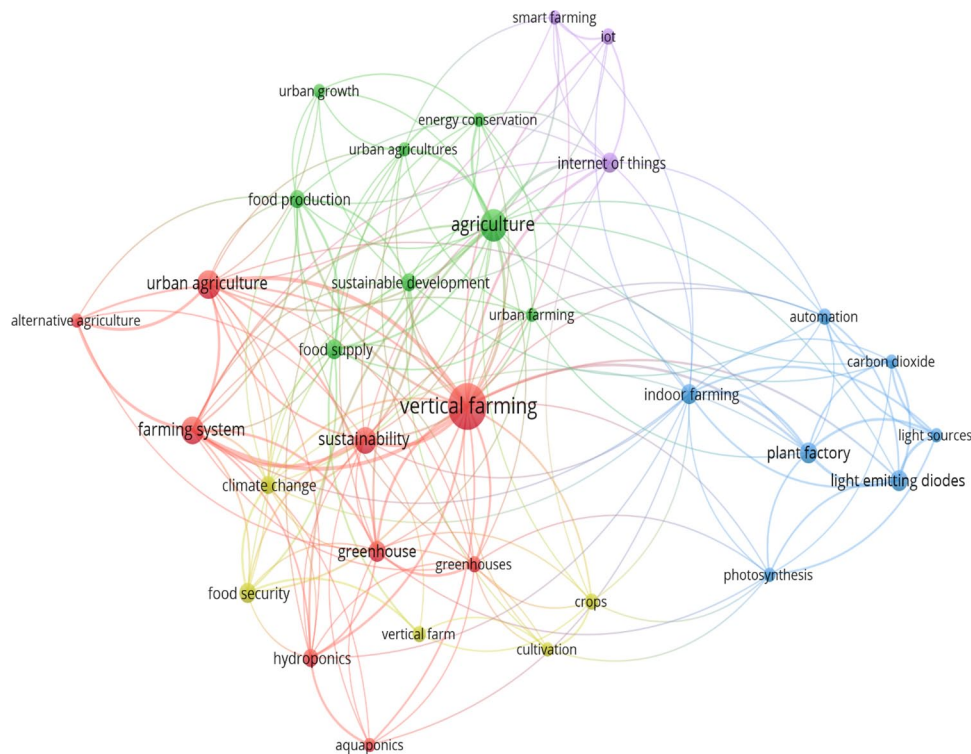 smart farming
iot
urban growth
energy conservation
urban agricultures
internet of things
food production
agriculture
urban agriculture
sustainable development
alternative agriculture
urban farming
automation
food supply
carbon dioxide
indoor farming
vertical farming
farming system
sustainability
light sources
plant factory
light emitting diodes
climate change
greenhouse
greenhouses
photosynthesis
food security
crops
vertical farm
cultivation
hydroponics
aquaponics